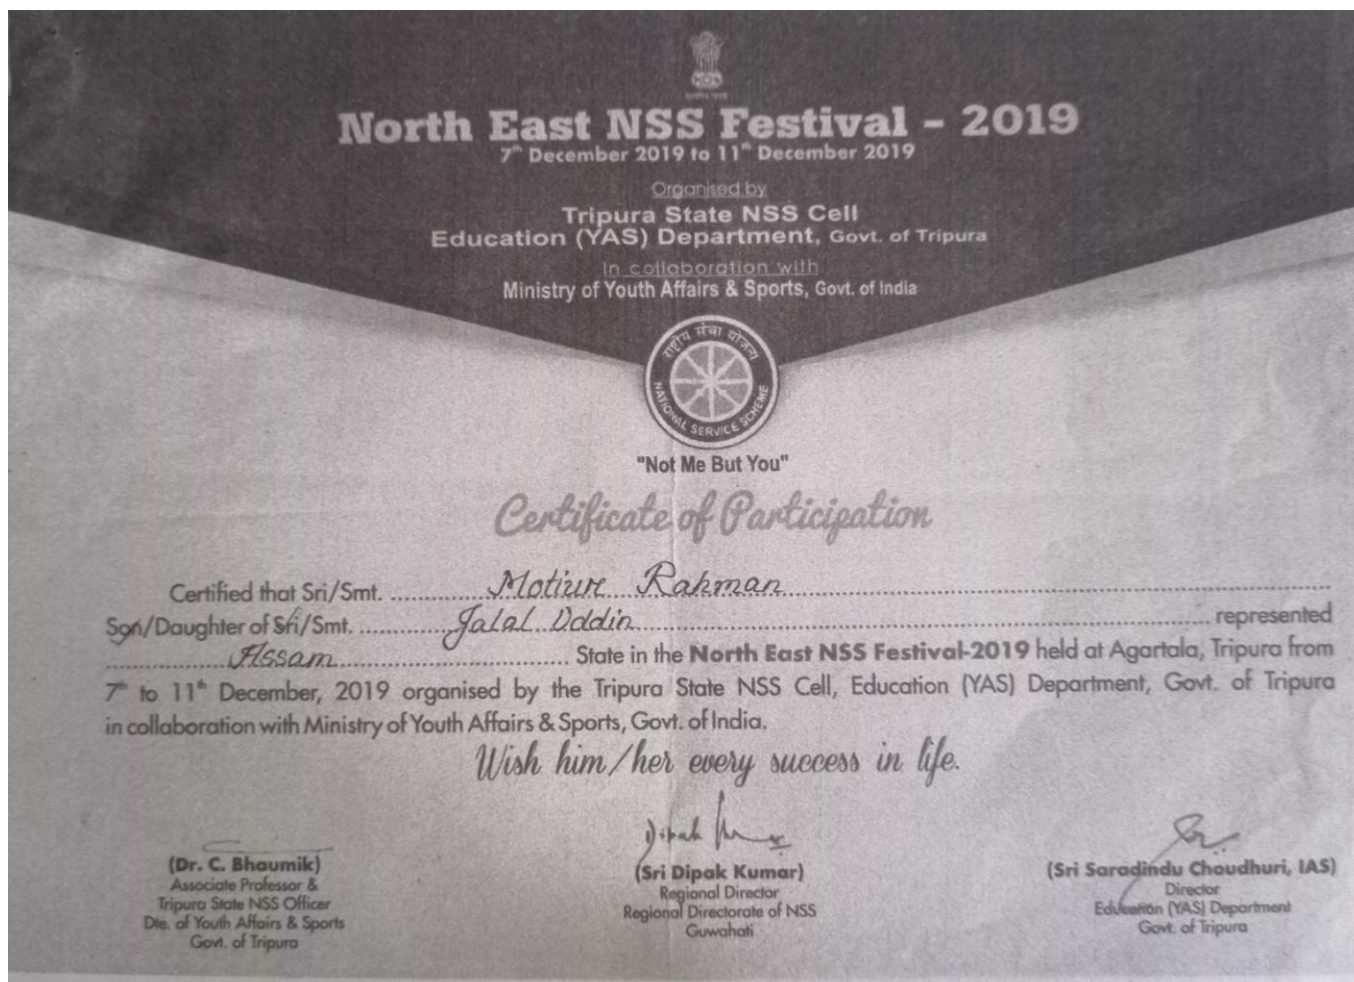 North East NSS Festival - 2019
7th December 2019 to 11th December 2019
Organised by
Tripura State NSS Cell
Education (YAS) Department, Govt. of Tripura
In collaboration with
Ministry of Youth Affairs & Sports, Govt. of India
राष्ट्रीय सेवा योजना
NATIONAL SERVICE SCHEME
"Not Me But You"
Certificate of Participation
Certified that Sri/Smt. Motiur Rahman
Son/Daughter of Sri/Smt. Jalal Uddin represented
Assam State in the North East NSS Festival-2019 held at Agartala, Tripura from
7th to 11th December, 2019 organised by the Tripura State NSS Cell, Education (YAS) Department, Govt. of Tripura
in collaboration with Ministry of Youth Affairs & Sports, Govt. of India.
Wish him/her every success in life.
Dipak
(Dr. C. Bhaumik)
Associate Professor &
Tripura State NSS Officer
Dte. of Youth Affairs & Sports
Govt. of Tripura
(Sri Dipak Kumar)
Regional Director
Regional Directorate of NSS
Guwahati
(Sri Saradindu Choudhuri, IAS)
Director
Education (YAS) Department
Govt. of Tripura